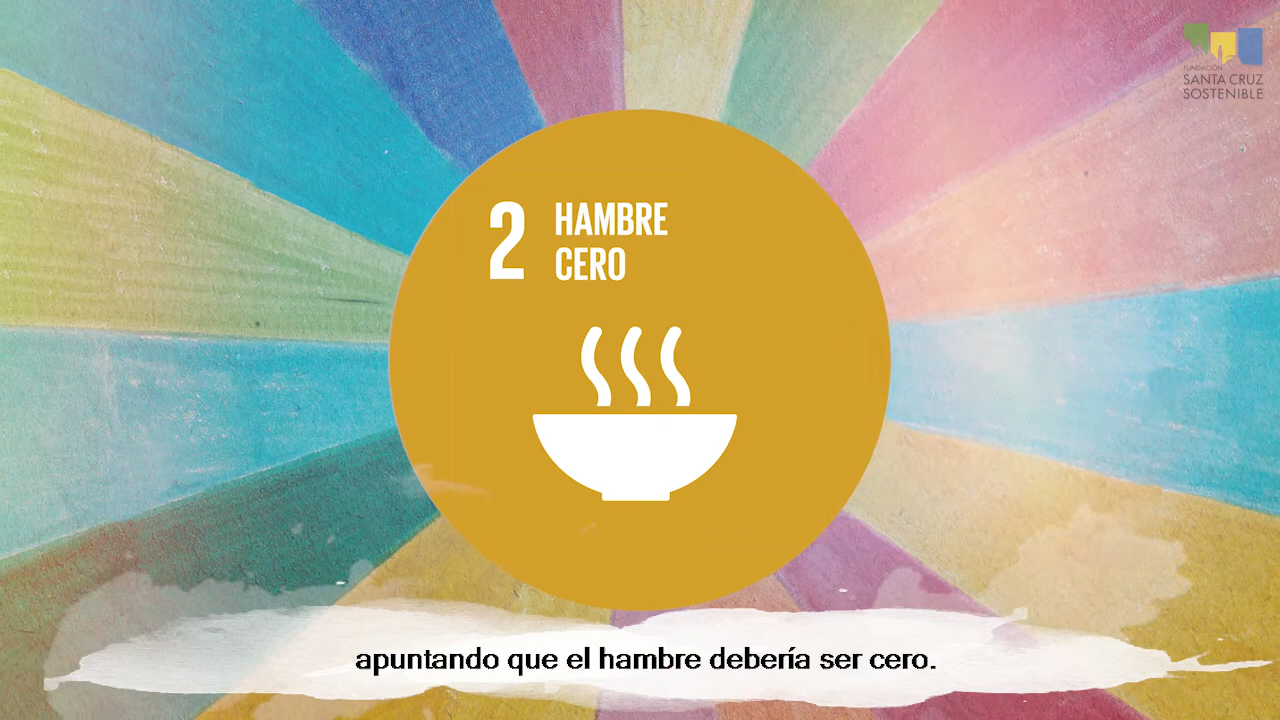 FUNDACIÓN
SANTA CRUZ
SOSTENIBLE
2 HAMBRE
CERO
apuntando que el hambre debería ser cero.